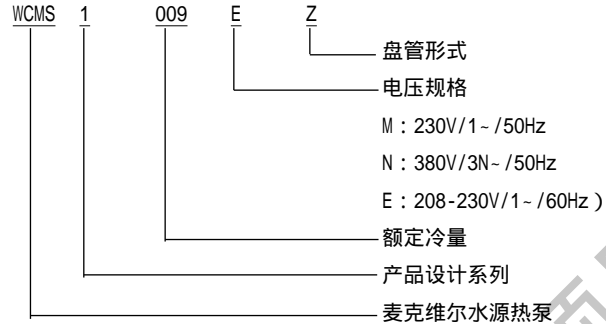 WCMS 1 009 E Z
盘管形式
电压规格
M：230V/1~/50Hz
N：380V/3N~/50Hz
E：208-230V/1~/60Hz）
额定冷量
产品设计系列
麦克维尔水源热泵